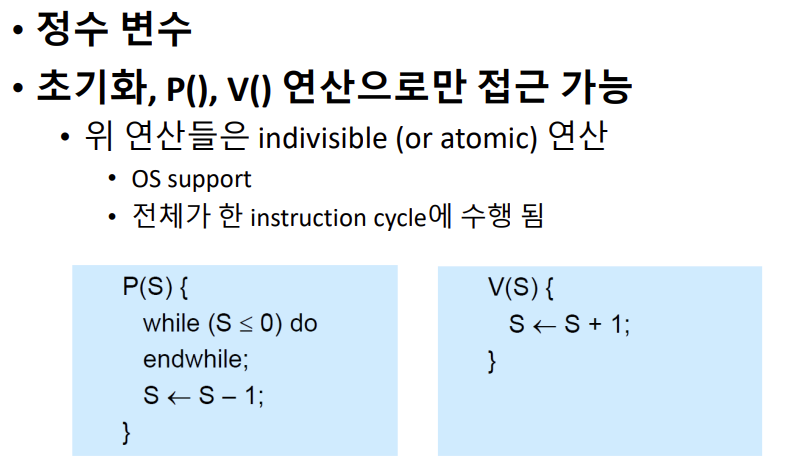 • 정수 변수
• 초기화, P(), V() 연산으로만 접근 가능
• 위 연산들은 indivisible (or atomic) 연산
• OS support
• 전체가 한 instruction cycle에 수행 됨
P(S) {
while (S ≤ 0) do
endwhile;
S ← S – 1;
}
V(S) {
S ← S + 1;
}